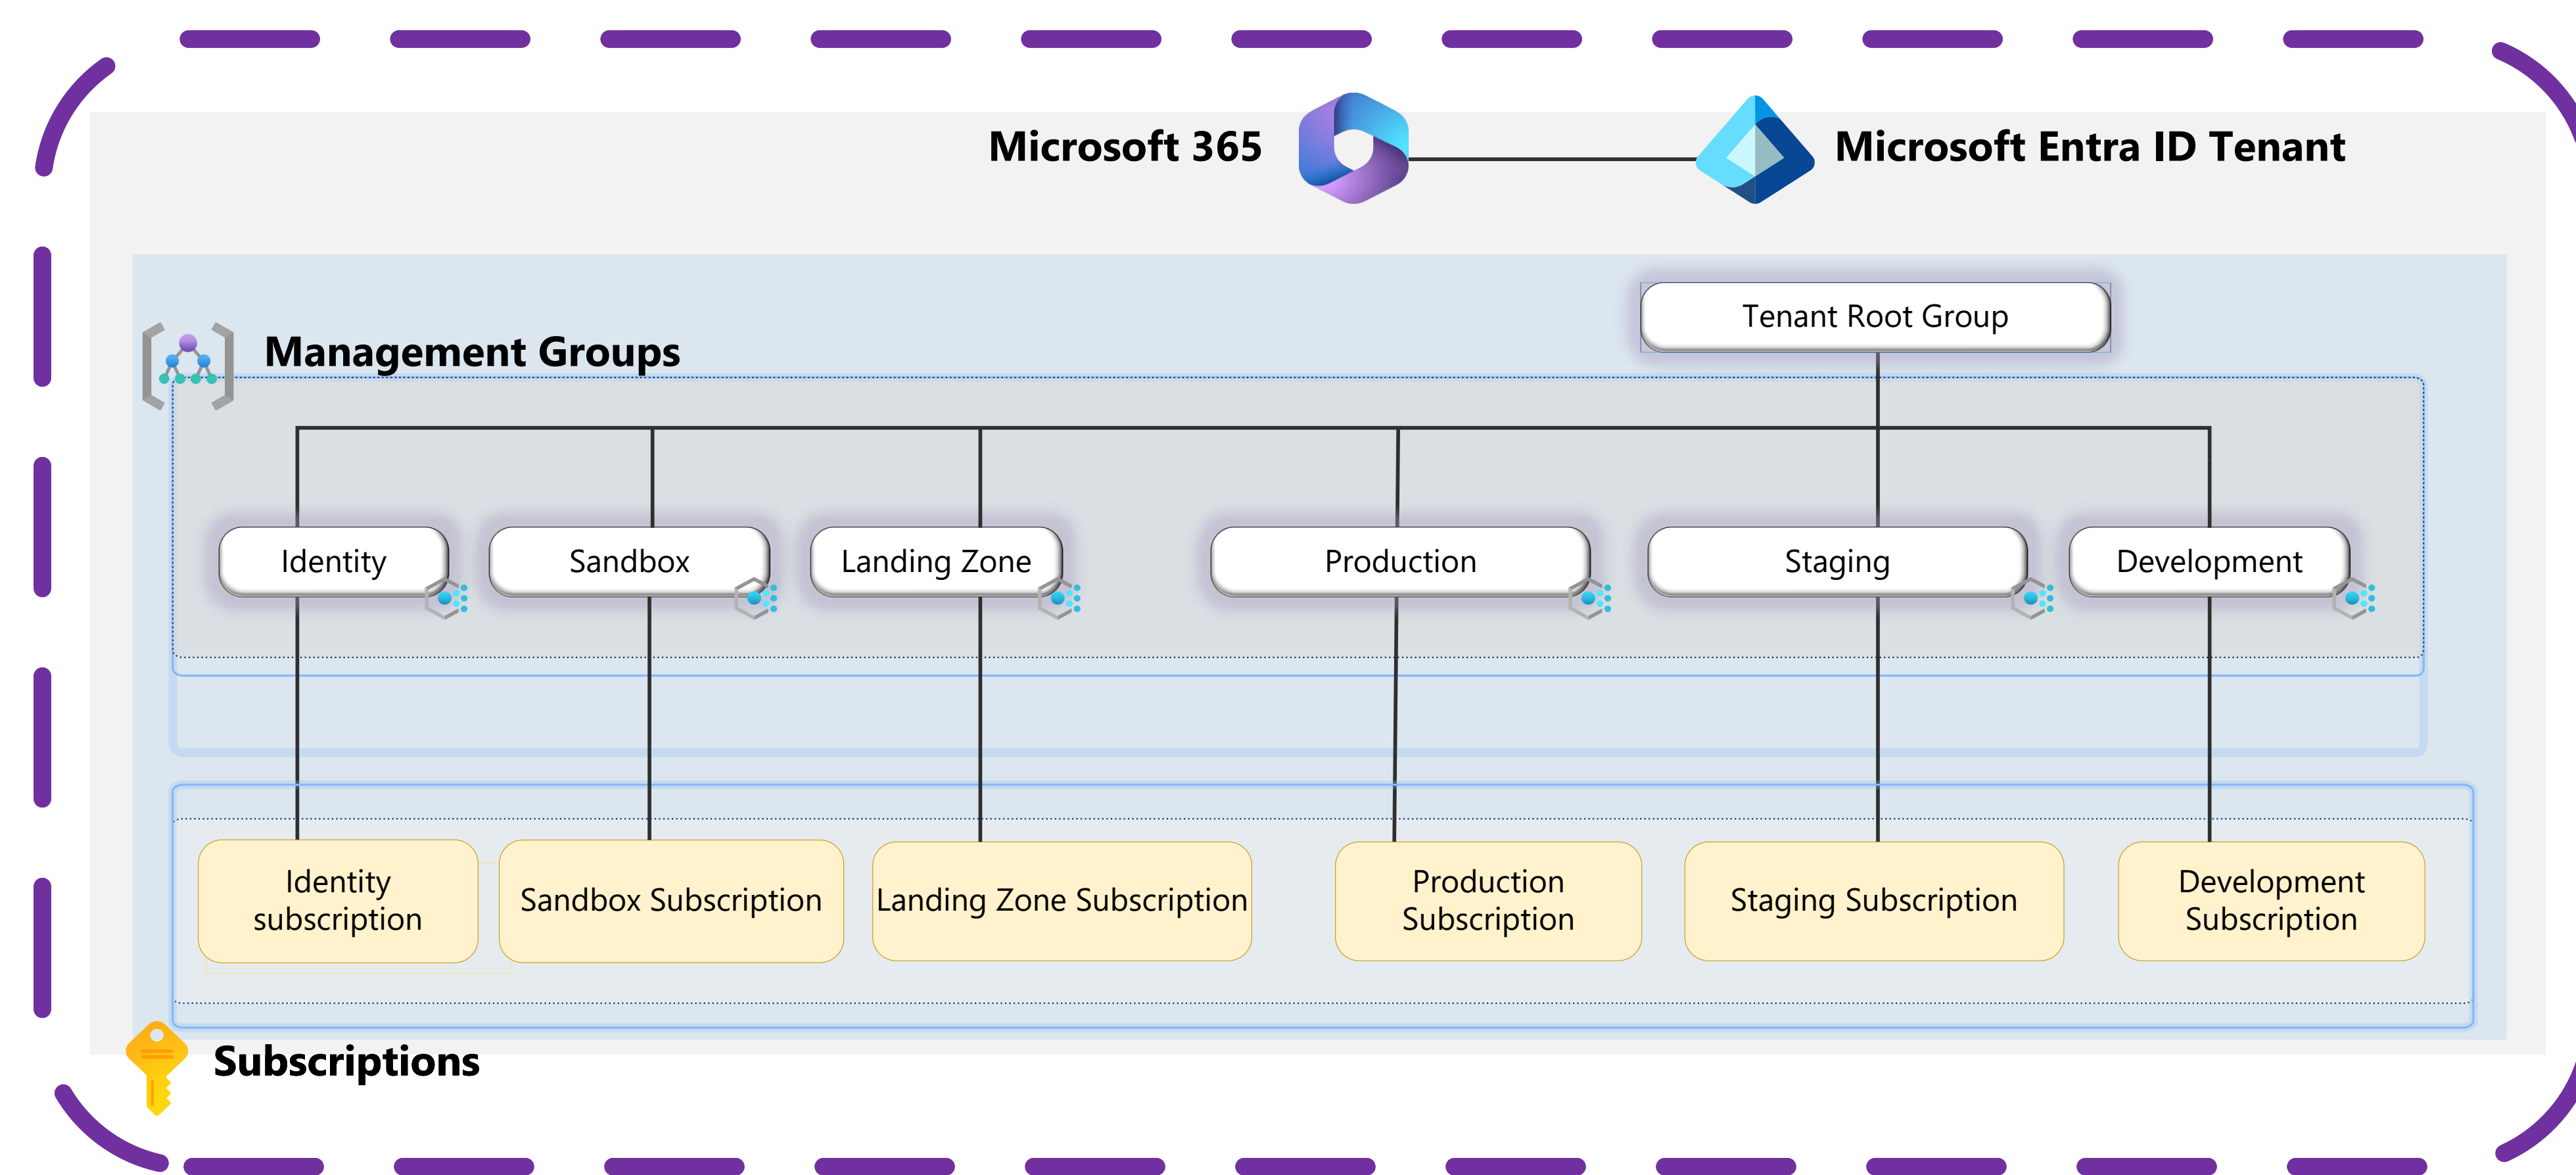 Microsoft 365
Microsoft Entra ID Tenant
Tenant Root Group
Management Groups
Identity
Sandbox
Landing Zone
Production
Staging
Development
Identity
subscription
Sandbox Subscription
Landing Zone Subscription
Production
Subscription
Staging Subscription
Development
Subscription
Subscriptions